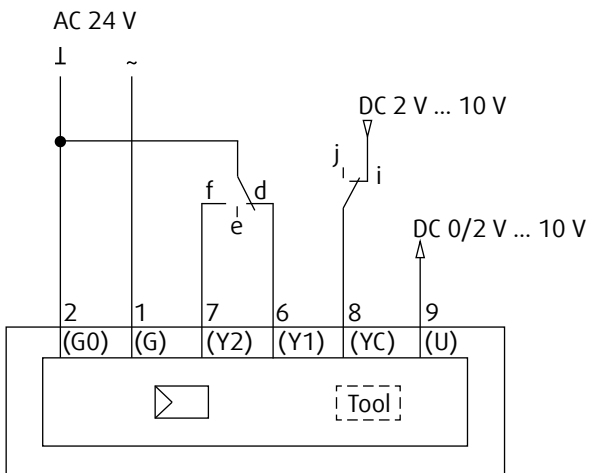 AC 24 V
⊥ ~
DC 2 V ... 10 V
j
i
f d
e
DC 0/2 V ... 10 V
2 1 7 6 8 9
(G0) (G) (Y2) (Y1) (YC) (U)
Tool